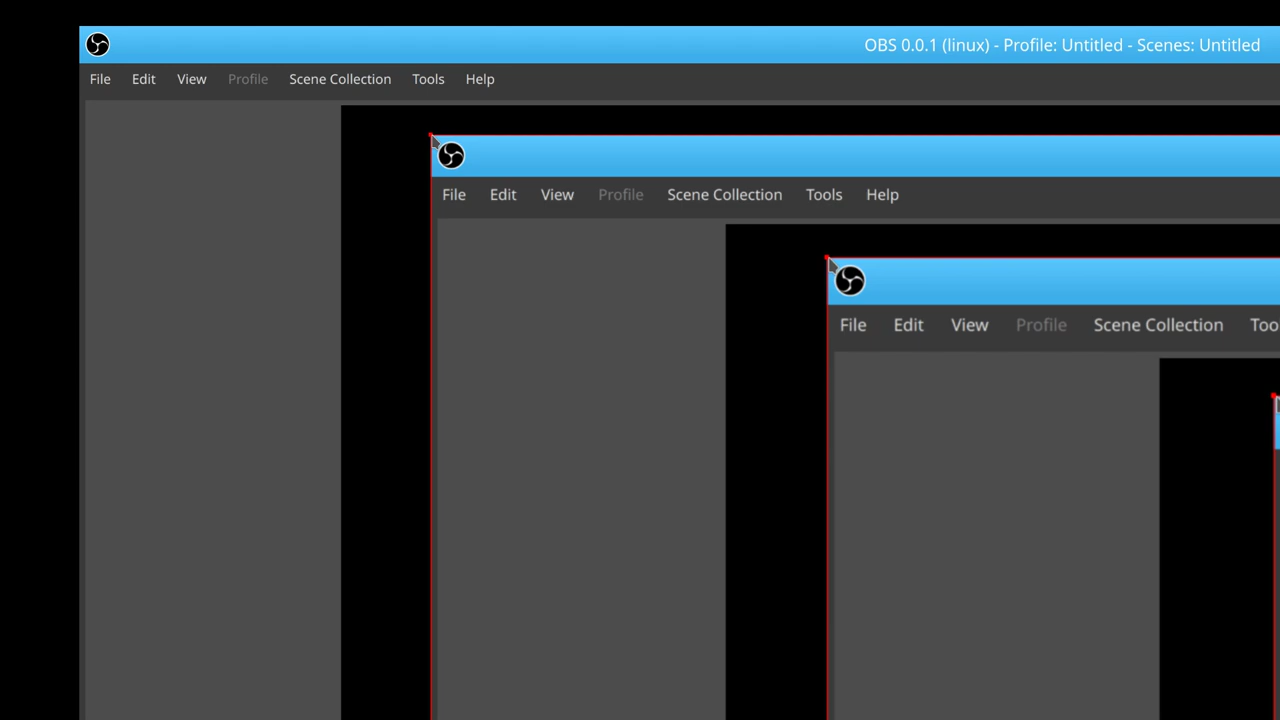 OBS 0.0.1 (linux) - Profile: Untitled - Scenes: Untitled
File Edit View Profile Scene Collection Tools Help
File Edit View Profile Scene Collection Tools Help
File Edit View Profile Scene Collection Too